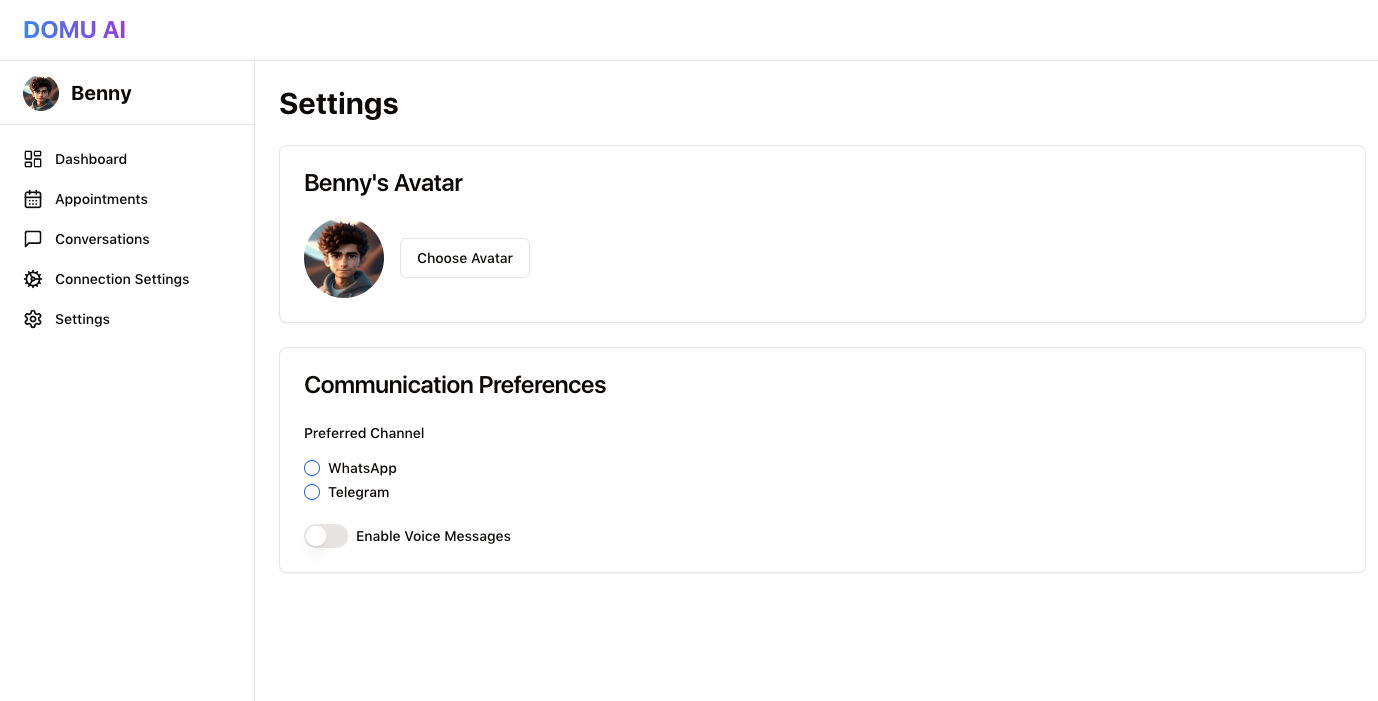 DOMU AI
Benny
Dashboard
Appointments
Conversations
Connection Settings
Settings
Settings
Benny's Avatar
Choose Avatar
Communication Preferences
Preferred Channel
WhatsApp
Telegram
Enable Voice Messages